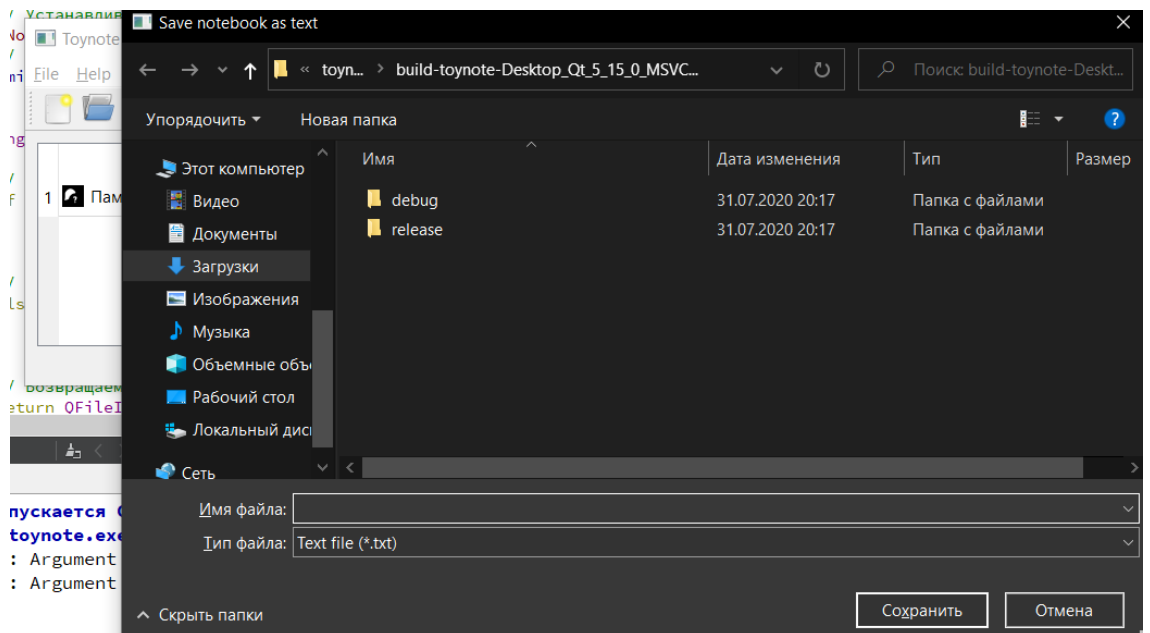 / Устанавлив
Save notebook as text
Toynote
File Help
« toyn... > build-toynote-Desktop_Qt_5_15_0_MSVC...
Поиск: build-toynote-Deskt...
Упорядочить
Новая папка
Имя
Дата изменения
Тип
Размер
Этот компьютер
Видео
Документы
Загрузки
Изображения
Музыка
Объемные объ
Рабочий стол
Локальный дис
Сеть
debug 31.07.2020 20:17 Папка с файлами
release 31.07.2020 20:17 Папка с файлами
1 Пам
/ Возвращаем
eturn QFileI
пускается
toynote.exe
: Argument
: Argument
Имя файла:
Тип файла: Text file (*.txt)
Скрыть папки
Сохранить
Отмена